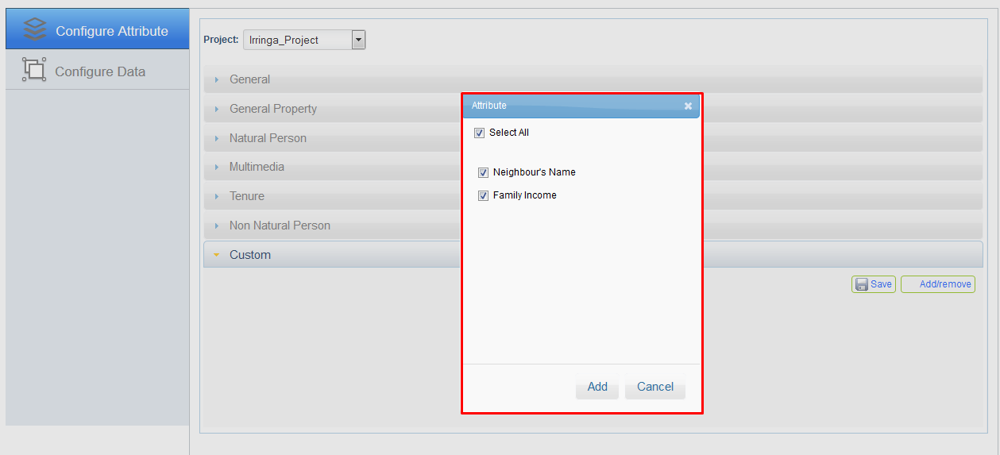 Configure Attribute
Configure Data
Project: Irringa_Project
General
General Property
Natural Person
Multimedia
Tenure
Non Natural Person
Custom
Save Add/remove
Attribute
Select All
Neighbour's Name
Family Income
Add Cancel